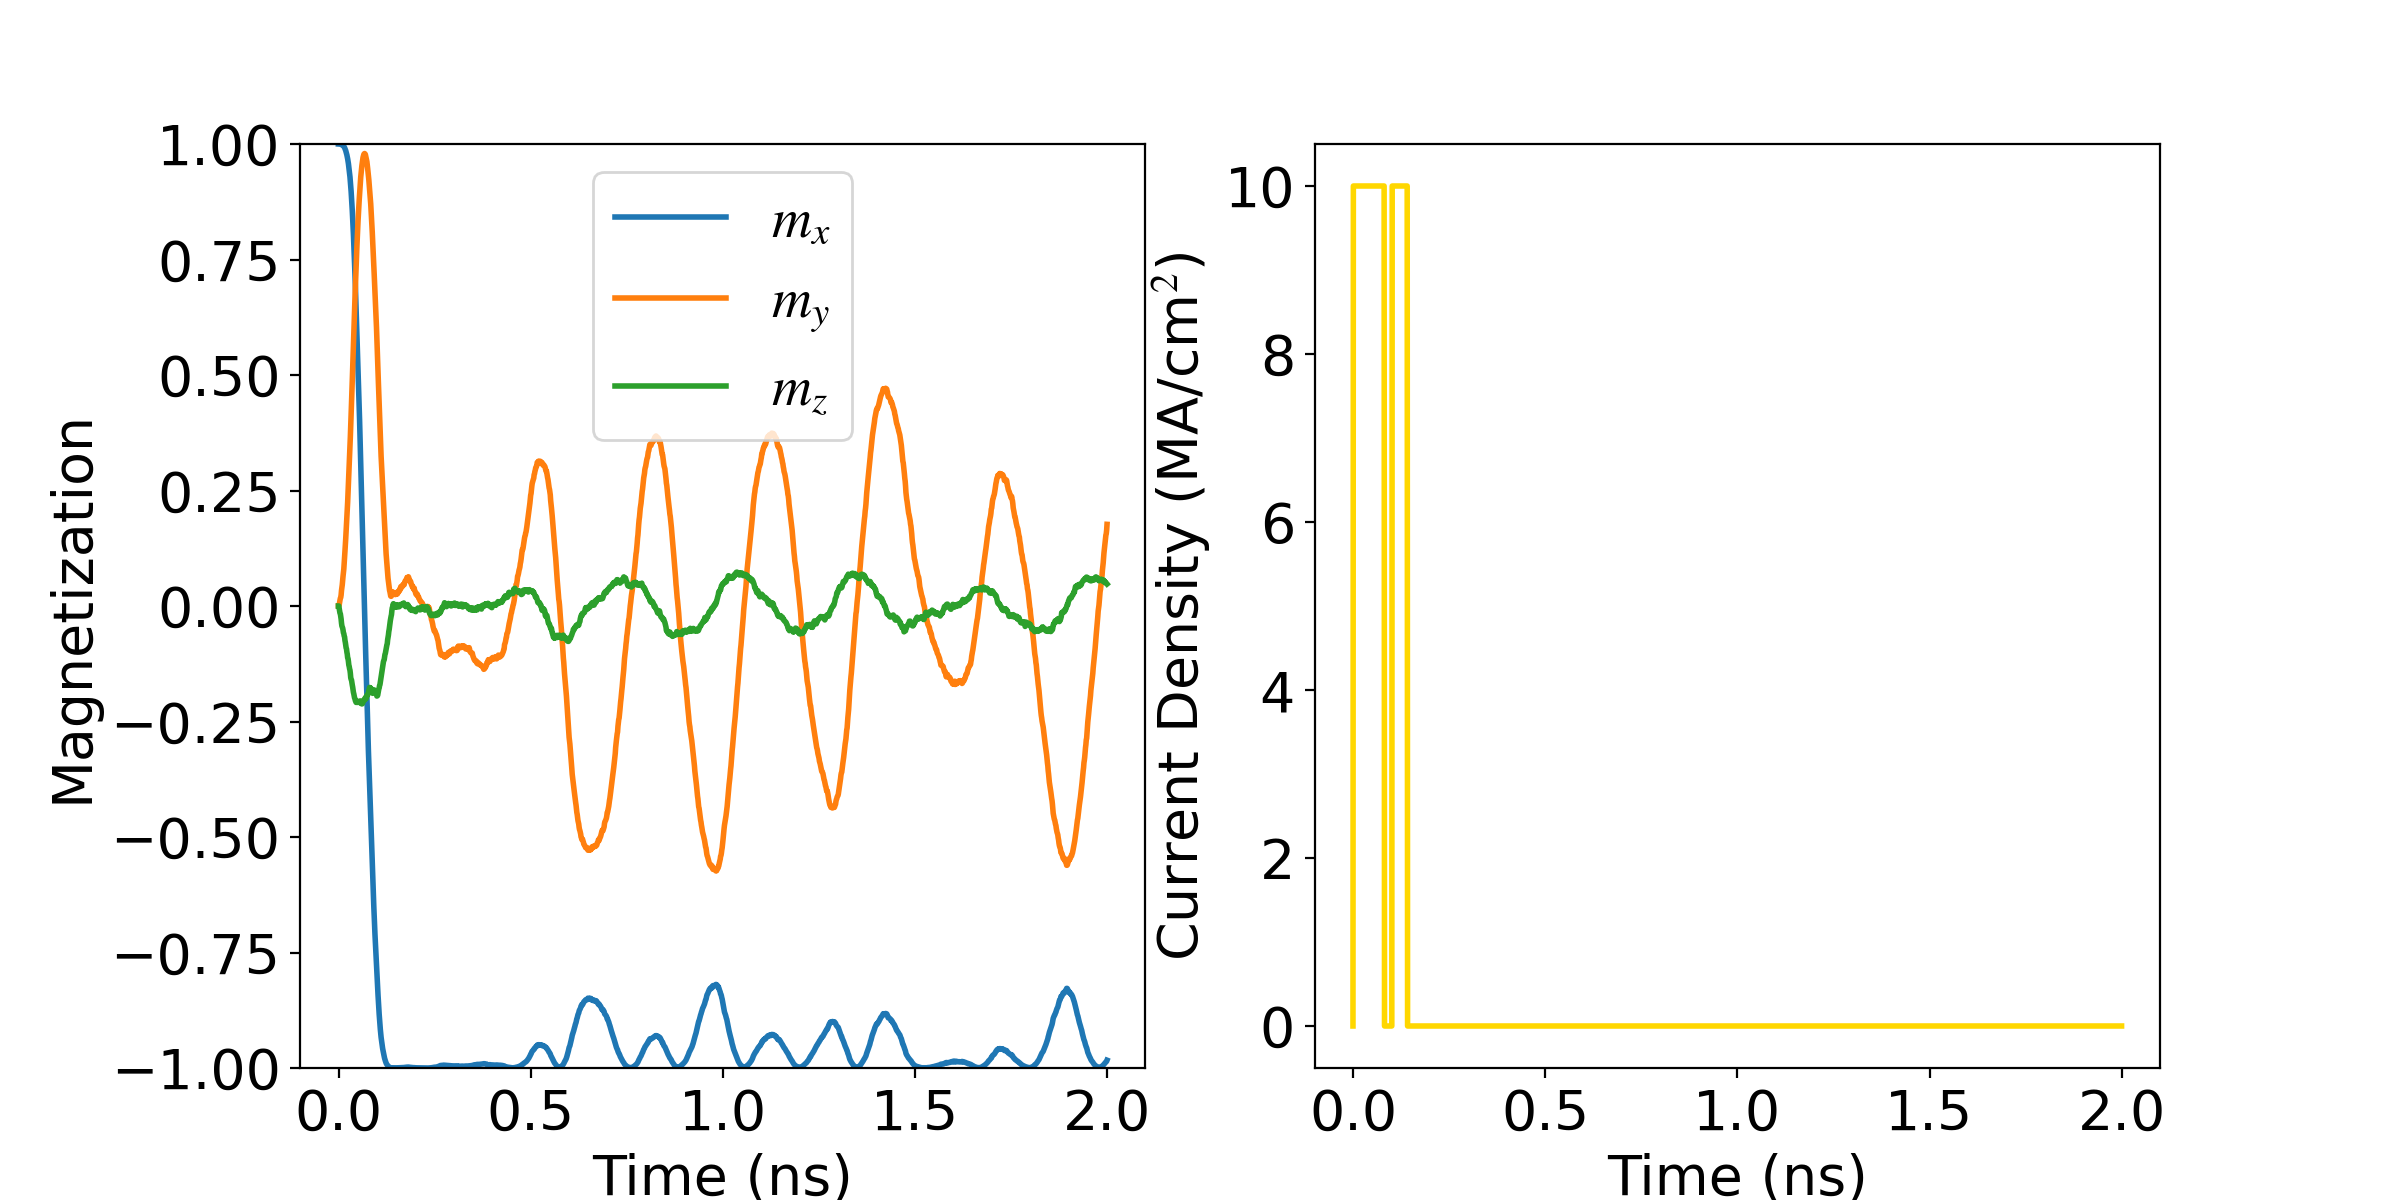 Magnetization
1.00
0.75
0.50
0.25
0.00
−0.25
−0.50
−0.75
−1.00
m_x
m_y
m_z
0.0 0.5 1.0 1.5 2.0
Time (ns)
Current Density (MA/cm²)
10
8
6
4
2
0
0.0 0.5 1.0 1.5 2.0
Time (ns)